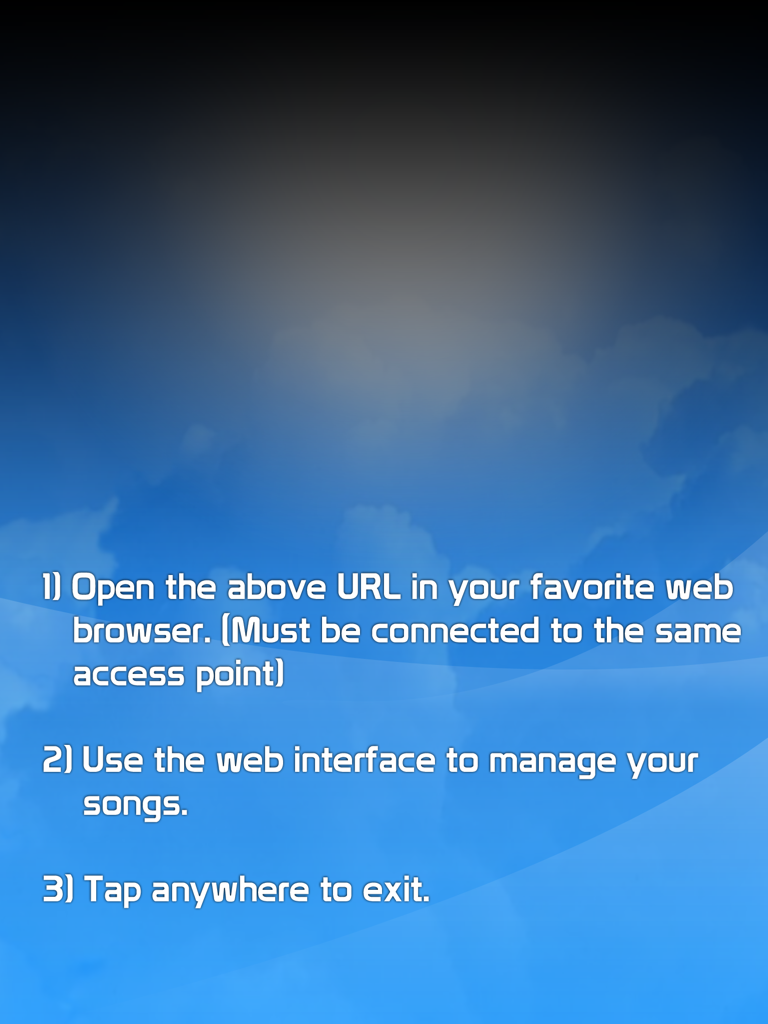 1) Open the above URL in your favorite web
browser. (Must be connected to the same
access point)
2) Use the web interface to manage your
songs.
3) Tap anywhere to exit.